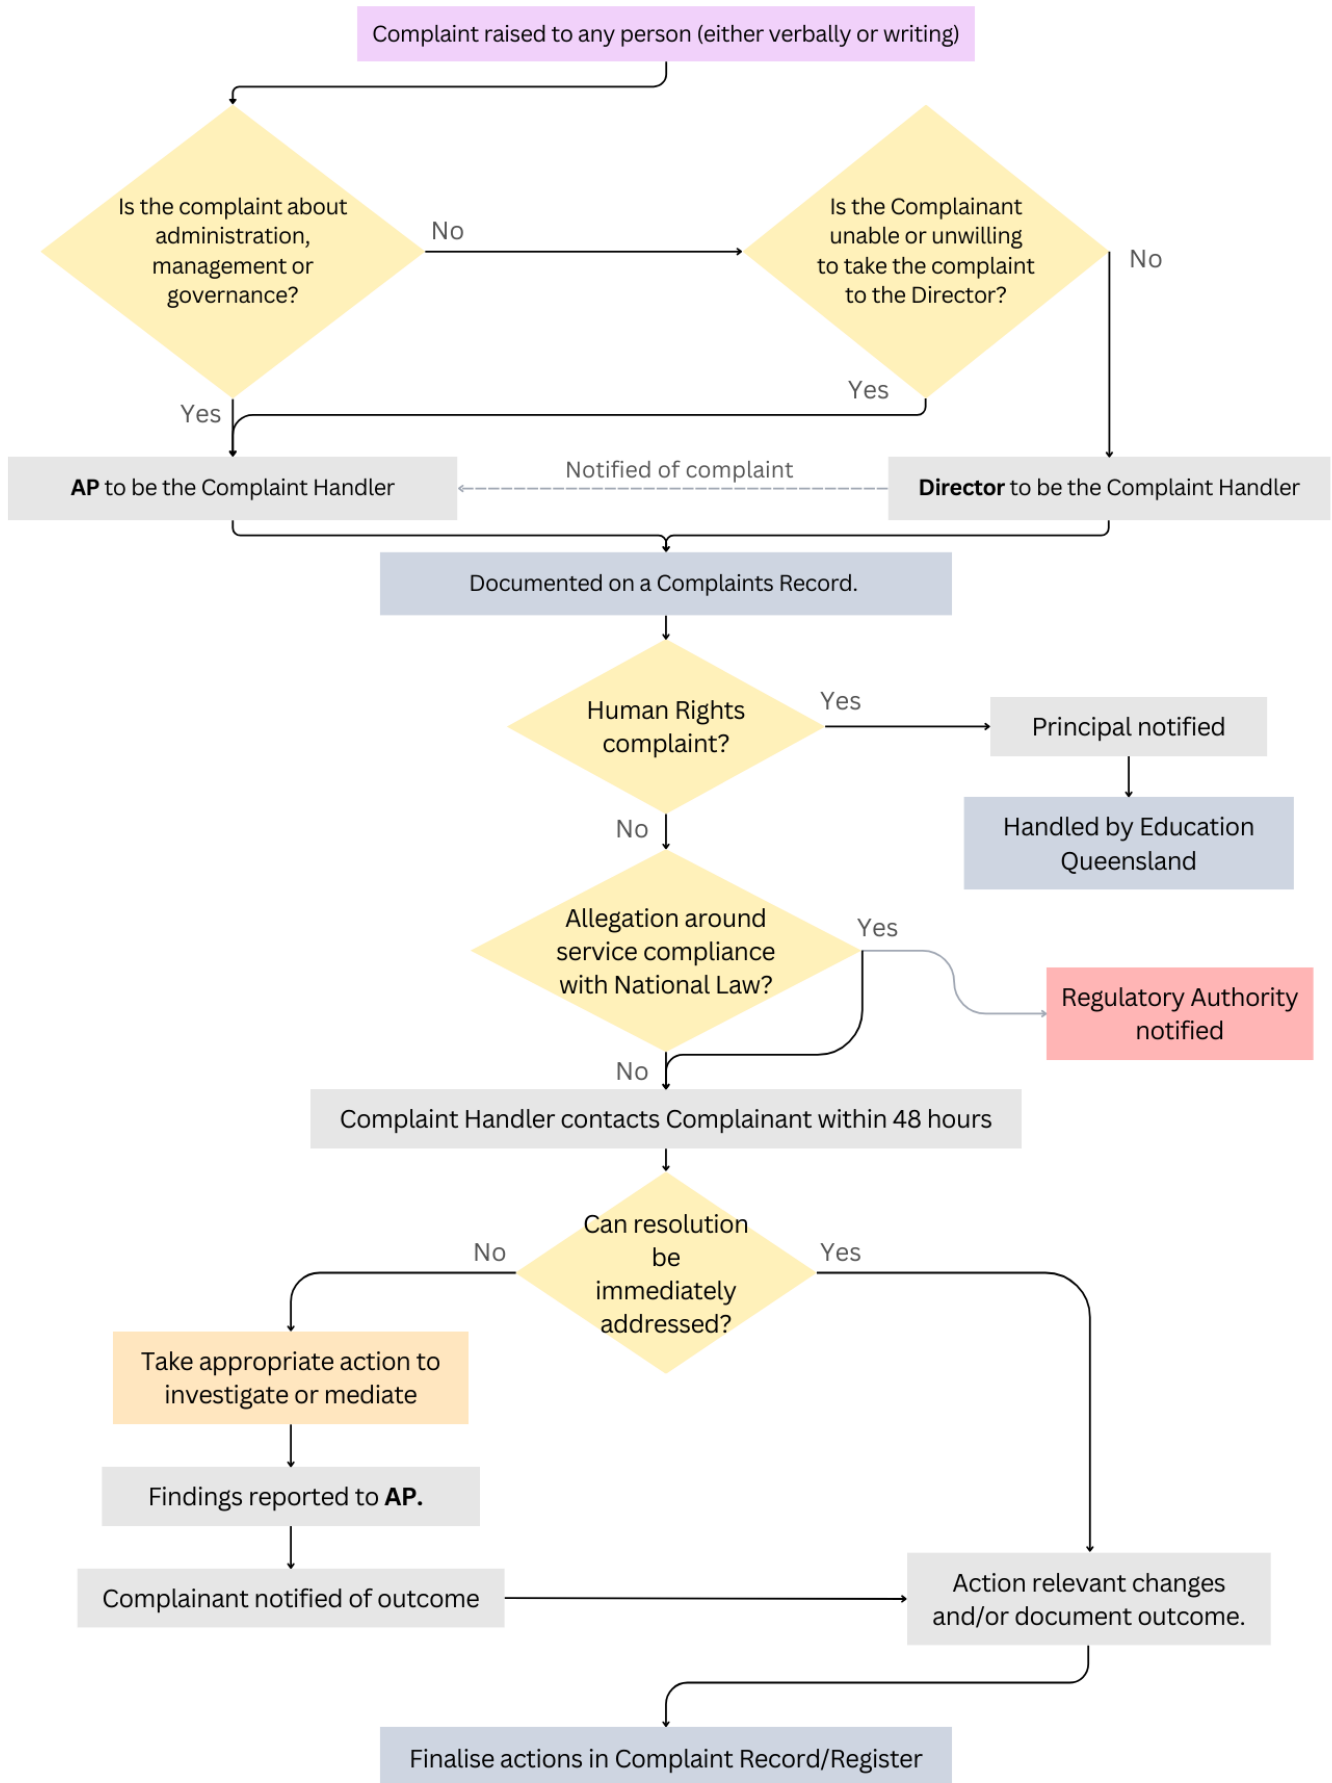 Complaint raised to any person (either verbally or writing)
Is the complaint about
administration,
management or
governance?
No
Is the Complainant
unable or unwilling
to take the complaint
to the Director?
No
Yes
Yes
AP to be the Complaint Handler
Notified of complaint
Director to be the Complaint Handler
Documented on a Complaints Record.
Human Rights
complaint?
Yes
Principal notified
Handled by Education
Queensland
No
Allegation around
service compliance
with National Law?
Yes
Regulatory Authority
notified
No
Complaint Handler contacts Complainant within 48 hours
Can resolution
be
immediately
addressed?
No
Yes
Take appropriate action to
investigate or mediate
Findings reported to AP.
Complainant notified of outcome
Action relevant changes
and/or document outcome.
Finalise actions in Complaint Record/Register